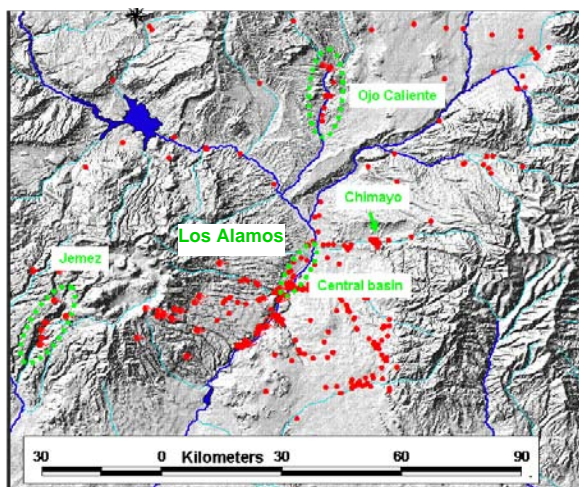 Ojo Caliente
Chimayo
Los Alamos
Jemez
Central basin
30 0 Kilometers 30 60 90